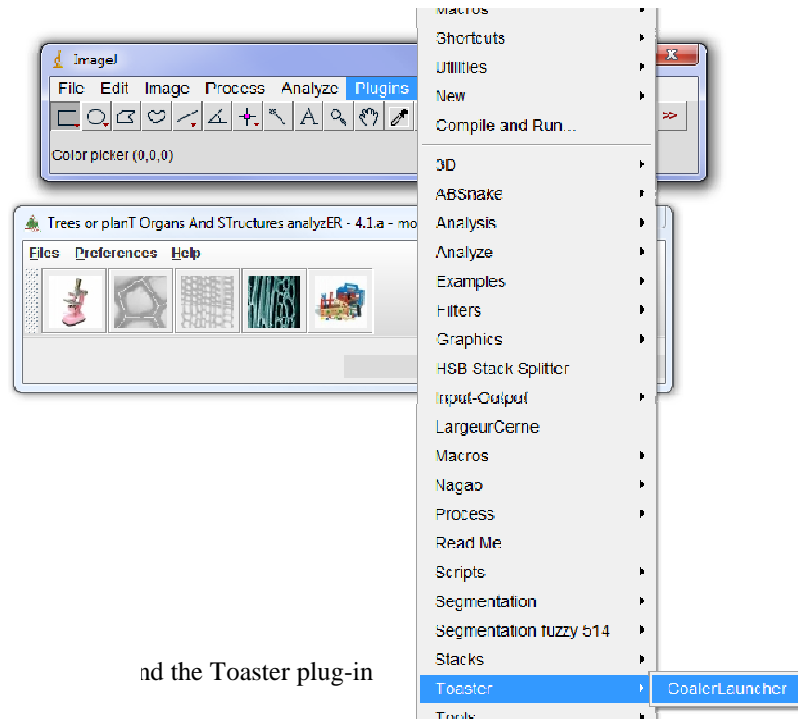 Macros
Shortcuts
Utilities
New
Compile and Run...
ImageJ
File Edit Image Process Analyze Plugins
Color picker (0,0,0)
3D
ABSnake
Analysis
Analyze
Examples
Filters
Graphics
HSB Stack Splitter
Input-Output
LargeurCerne
Macros
Nagao
Process
Read Me
Scripts
Segmentation
Segmentation fuzzy 514
Stacks
Toaster
CoalerLauncher
Tools
Trees or planT Organs And STructures analyzER - 4.1.a - mo
Files Preferences Help
nd the Toaster plug-in